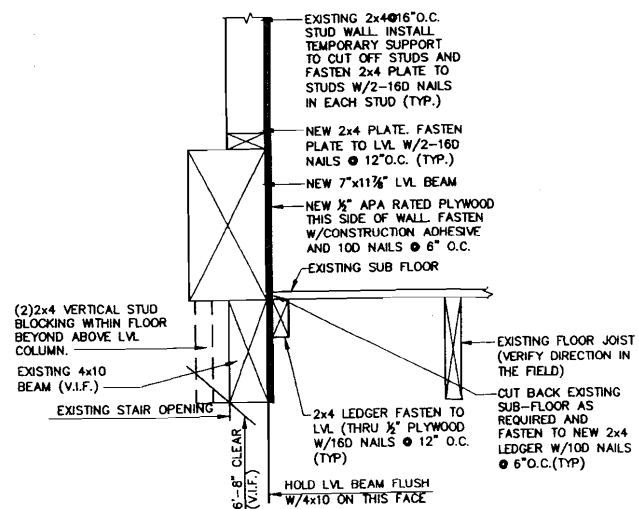 EXISTING 2x4@16"O.C.
STUD WALL. INSTALL
TEMPORARY SUPPORT
TO CUT OFF STUDS AND
FASTEN 2x4 PLATE TO
STUDS W/2-16D NAILS
IN EACH STUD (TYP.)
NEW 2x4 PLATE. FASTEN
PLATE TO LVL W/2-16D
NAILS @ 12"O.C. (TYP.)
NEW 7"x11⅞" LVL BEAM
NEW ½" APA RATED PLYWOOD
THIS SIDE OF WALL. FASTEN
W/CONSTRUCTION ADHESIVE
AND 10D NAILS @ 6" O.C.
EXISTING SUB FLOOR
(2)2x4 VERTICAL STUD
BLOCKING WITHIN FLOOR
BEYOND ABOVE LVL
COLUMN.
EXISTING 4x10
BEAM (V.I.F.)
EXISTING STAIR OPENING
6'-8" CLEAR
(V.I.F.)
2x4 LEDGER FASTEN TO
LVL (THRU ½" PLYWOOD
W/16D NAILS @ 12" O.C.
(TYP)
HOLD LVL BEAM FLUSH
W/4x10 ON THIS FACE
EXISTING FLOOR JOIST
(VERIFY DIRECTION IN
THE FIELD)
CUT BACK EXISTING
SUB-FLOOR AS
REQUIRED AND
FASTEN TO NEW 2x4
LEDGER W/10D NAILS
@ 6"O.C.(TYP)